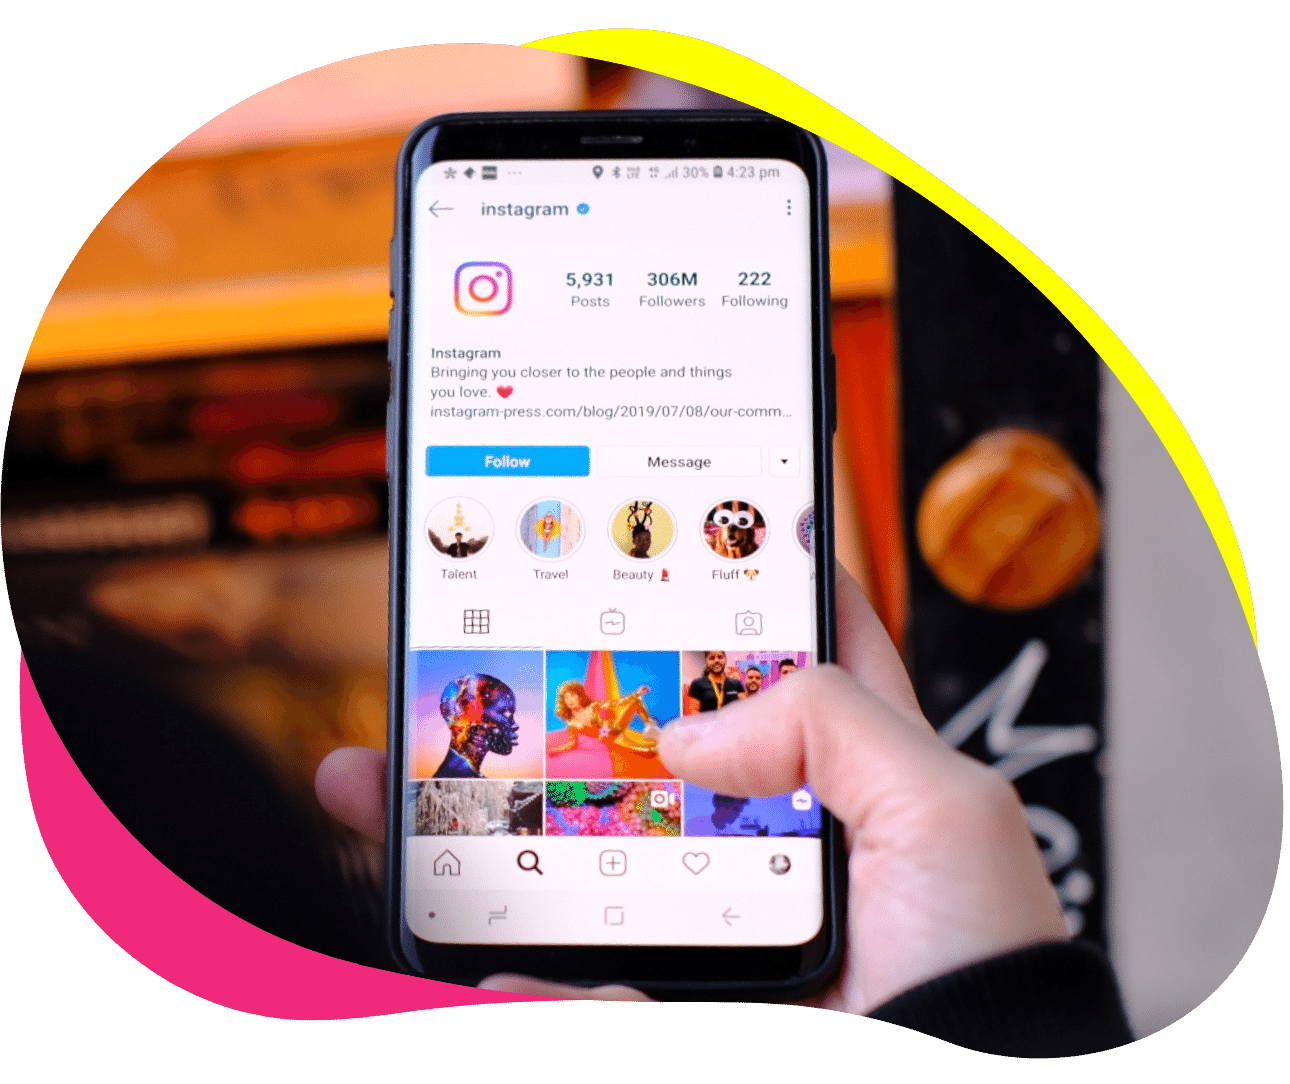 30% 4:23 pm
instagram
5,931 306M 222
Posts Followers Following
Instagram
Bringing you closer to the people and things
you love. ❤️
instagram-press.com/blog/2019/07/08/our-comm...
Follow Message
Talent Travel Beauty 💄 Fluff 🐶